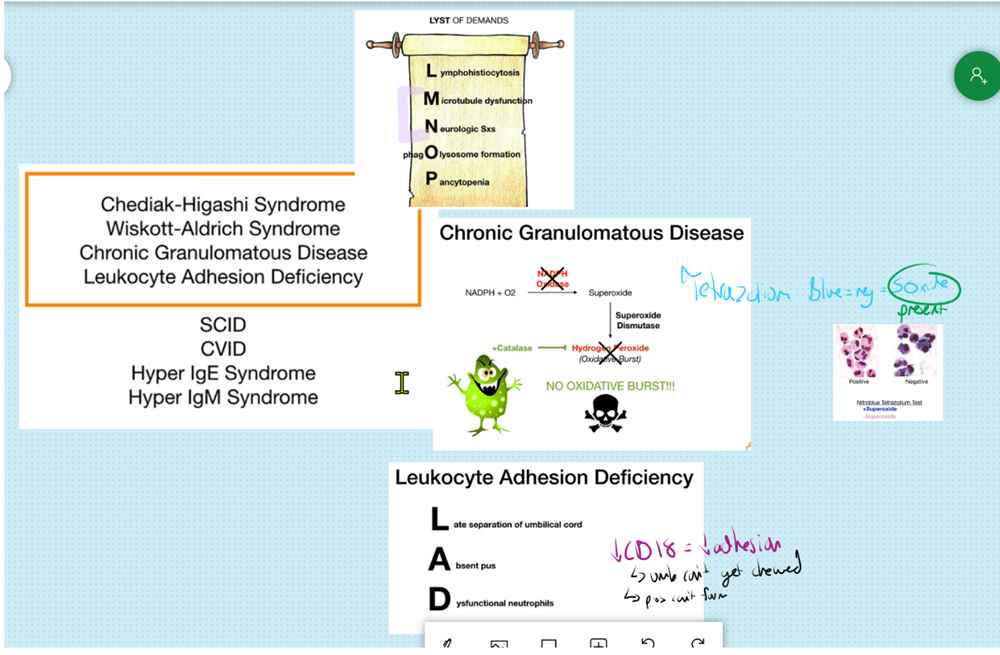 LYST OF DEMANDS
Lymphohistiocytosis
Microtubule dysfunction
Neurologic Sxs
phagOlysosome formation
Pancytopenia
Chediak-Higashi Syndrome
Wiskott-Aldrich Syndrome
Chronic Granulomatous Disease
Leukocyte Adhesion Deficiency
SCID
CVID
Hyper IgE Syndrome
Hyper IgM Syndrome
Chronic Granulomatous Disease
NADPH
Oxidase
NADPH + O2
Superoxide
Superoxide
Dismutase
+Catalase
Hydrogen Peroxide
(Oxidative Burst)
NO OXIDATIVE BURST!!!
Tetrazolium Blue = neg =
present
Positive
Negative
Nitroblue Tetrazolium Test
+Superoxide
-Superoxide
Leukocyte Adhesion Deficiency
Late separation of umbilical cord
Absent pus
Dysfunctional neutrophils
↓CD18 = ↓adhesion
↳ umb can't get chewed
↳ pus can't form